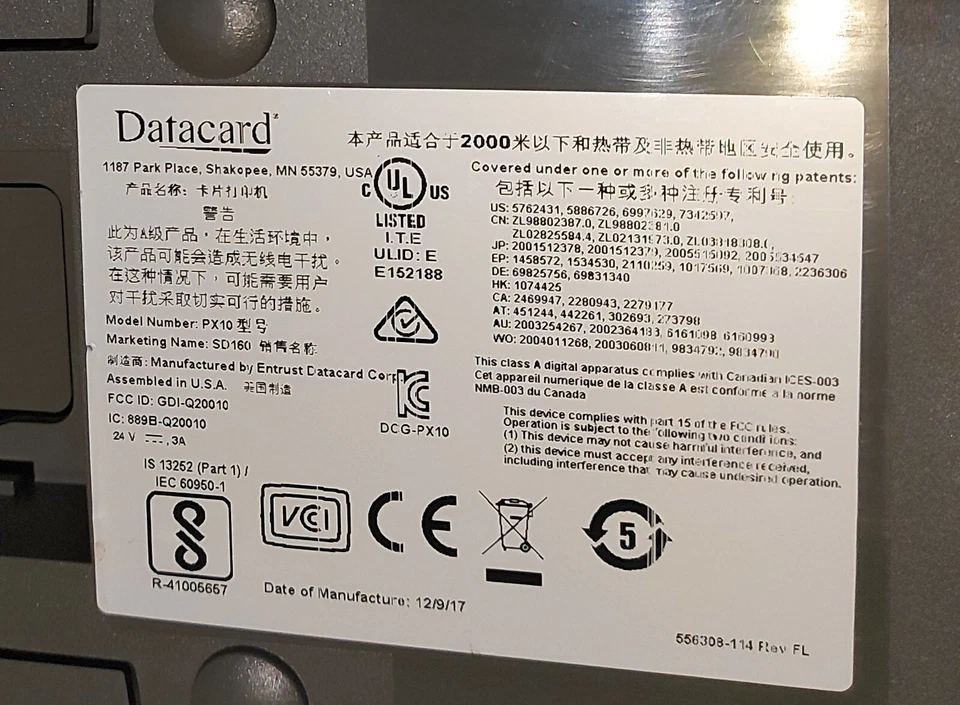 Datacard
1187 Park Place, Shakopee, MN 55379, USA
产品名称：卡片打印机
警告
此为A级产品，在生活环境中，
该产品可能会造成无线电干扰。
在这种情况下，可能需要用户
对干扰采取切实可行的措施。
Model Number: PX10 型号
Marketing Name: SD160 销售名称
制造商: Manufactured by Entrust Datacard Corp.
Assembled in U.S.A. 美国制造
FCC ID: GDI-Q20010
IC: 889B-Q20010
24 V , 3A
IS 13252 (Part 1) /
IEC 60950-1
R-41005667
本产品适合于2000米以下和热带及非热带地区安全使用。
C UL US
LISTED
I.T.E
ULID: E
E152188
KC
DCG-PX10
Covered under one or more of the following patents:
包括以下一种或多种注册专利号:
US: 5762431, 5886726, 6997629,
CN: ZL98802387.0,
ZL02825584.4,
JP: 2001512378, 2001512379, 2005515092,
EP: 1458572, 1534530, 2110259, 2236306
DE: 69825756, 69831340
HK: 1074425
CA: 2469947, 2280943, 2279177
AT: 451244, 442261, 302693, 273798
AU: 2003254267, 2002364183, 6161098 6160993
WO: 2004011268,
This class A digital apparatus complies with Canadian ICES-003
Cet appareil numerique de la classe A est conforme a la norme
NMB-003 du Canada
This device complies with part 15 of the FCC rules.
Operation is subject to the following two conditions:
(1) This device may not cause harmful interference, and
(2) this device must accept any interference received,
including interference that may cause undesired operation.
VCCI
CE
5
Date of Manufacture: 12/9/17
556308-114 Rev FL